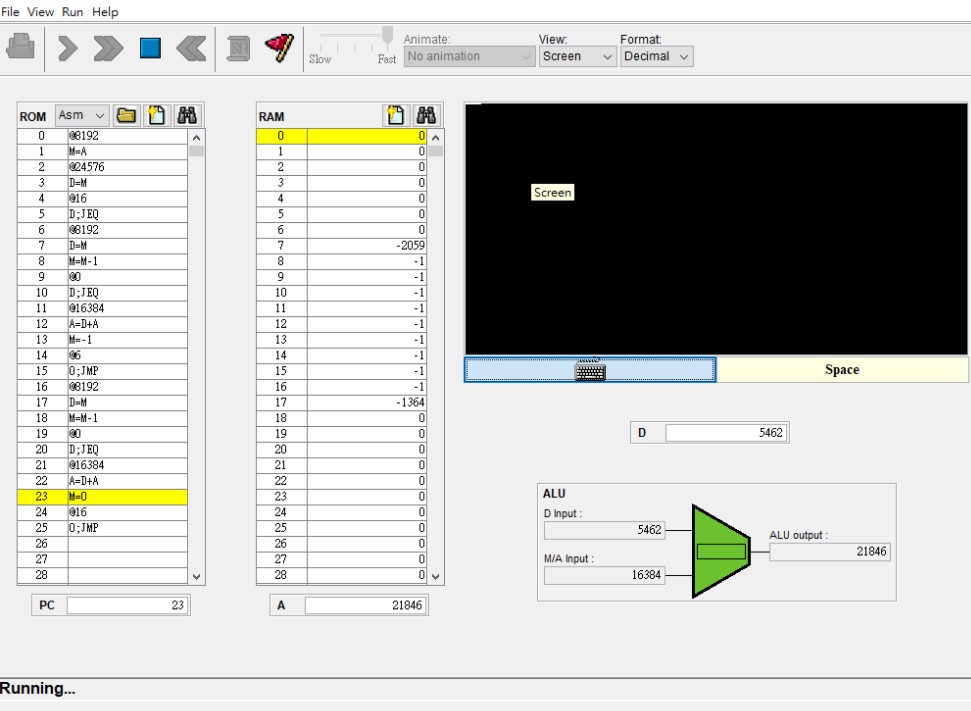 File View Run Help
Slow Fast
Animate:
No animation
View:
Screen
Format:
Decimal
ROM Asm
0 @8192
1 M=A
2 @24576
3 D=M
4 @16
5 D;JEQ
6 @8192
7 D=M
8 M=M-1
9 @0
10 D;JEQ
11 @16384
12 A=D+A
13 M=-1
14 @6
15 0;JMP
16 @8192
17 D=M
18 M=M-1
19 @0
20 D;JEQ
21 @16384
22 A=D+A
23 M=0
24 @16
25 0;JMP
26
27
28
PC 23
RAM
0 0
1 0
2 0
3 0
4 0
5 0
6 0
7 -2059
8 -1
9 -1
10 -1
11 -1
12 -1
13 -1
14 -1
15 -1
16 -1
17 -1364
18 0
19 0
20 0
21 0
22 0
23 0
24 0
25 0
26 0
27 0
28 0
A 21846
Screen
Space
D 5462
ALU
D Input :
5462
M/A Input :
16384
ALU output :
21846
Running...